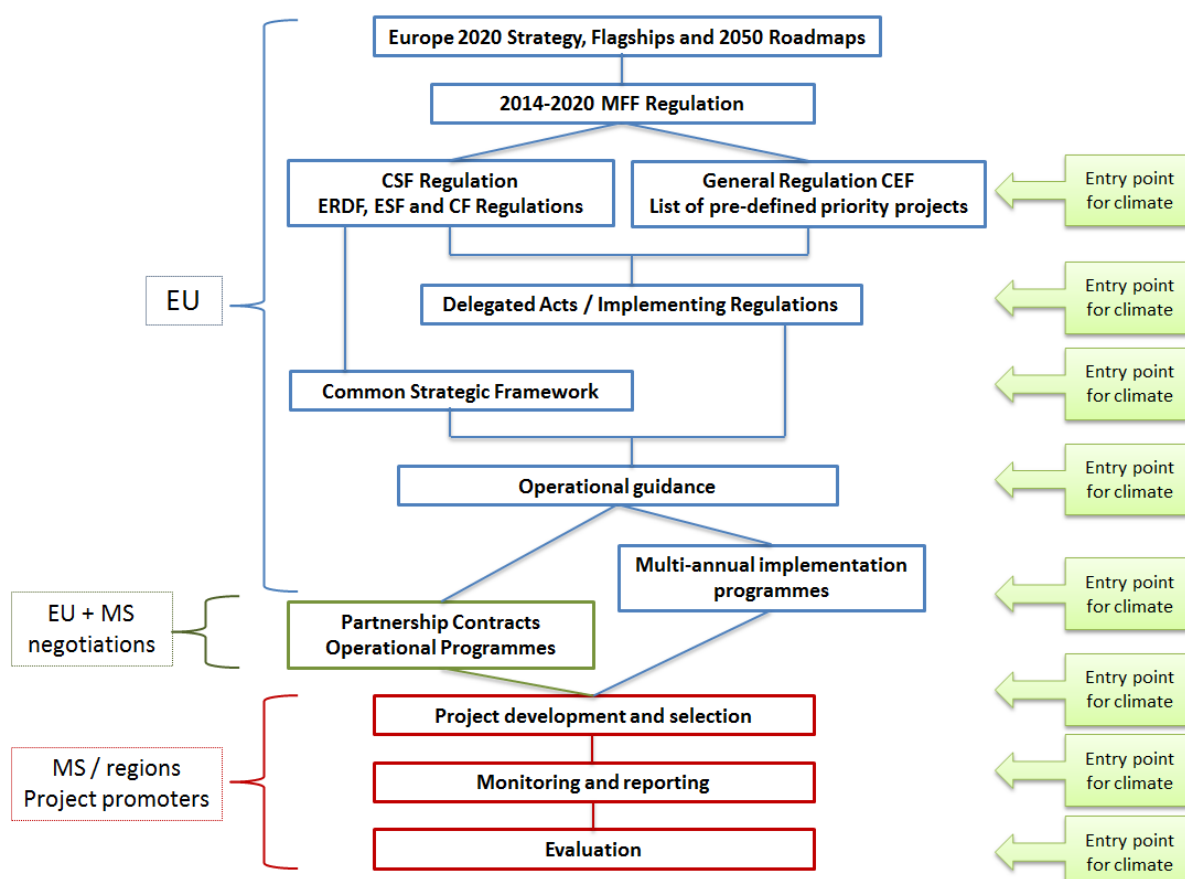 Europe 2020 Strategy, Flagships and 2050 Roadmaps
2014-2020 MFF Regulation
CSF Regulation
ERDF, ESF and CF Regulations
General Regulation CEF
List of pre-defined priority projects
Entry point
for climate
EU
Delegated Acts / Implementing Regulations
Entry point
for climate
Common Strategic Framework
Entry point
for climate
Operational guidance
Entry point
for climate
Multi-annual implementation
programmes
Entry point
for climate
EU + MS
negotiations
Partnership Contracts
Operational Programmes
Project development and selection
Entry point
for climate
MS / regions
Project promoters
Monitoring and reporting
Entry point
for climate
Evaluation
Entry point
for climate